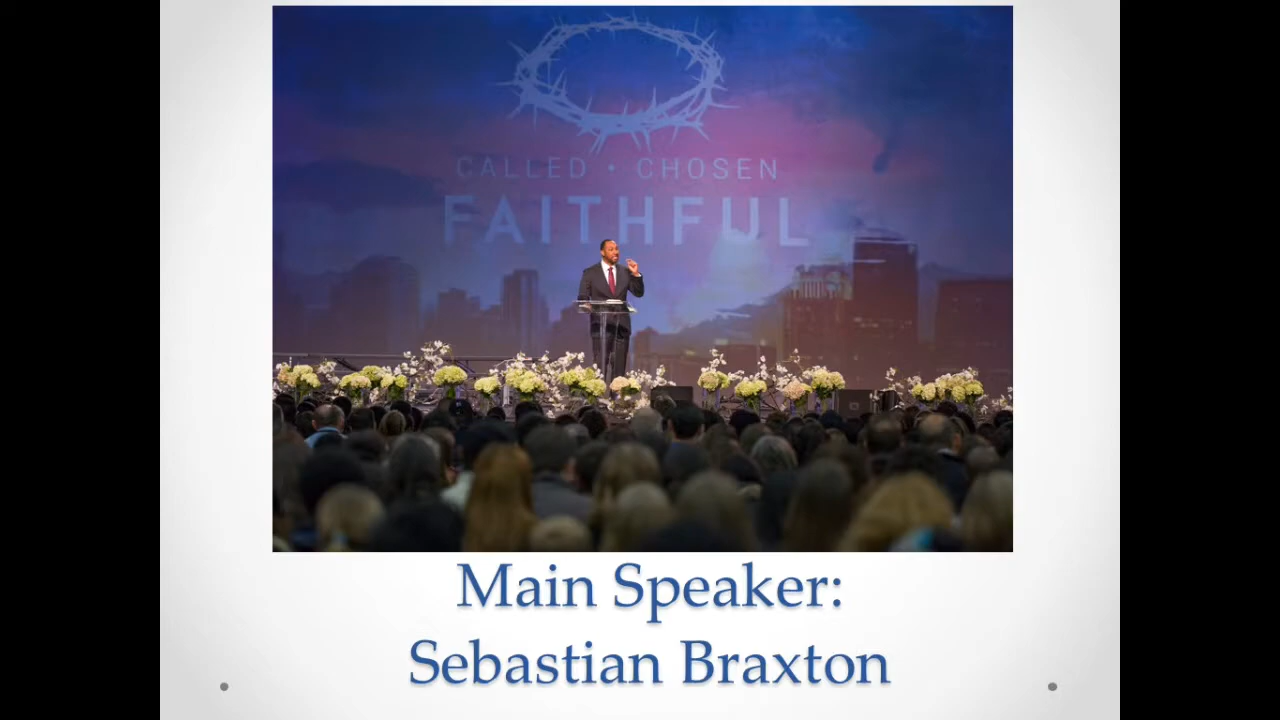 CALLED • CHOSEN
FAITHFUL
Main Speaker:
Sebastian Braxton